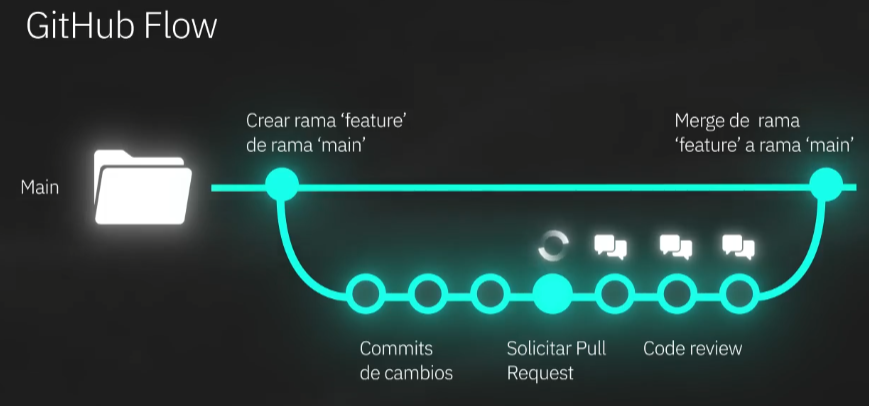 GitHub Flow
Crear rama ‘feature’
de rama ‘main’
Merge de rama
‘feature’ a rama ‘main’
Main
Commits
de cambios
Solicitar Pull
Request
Code review